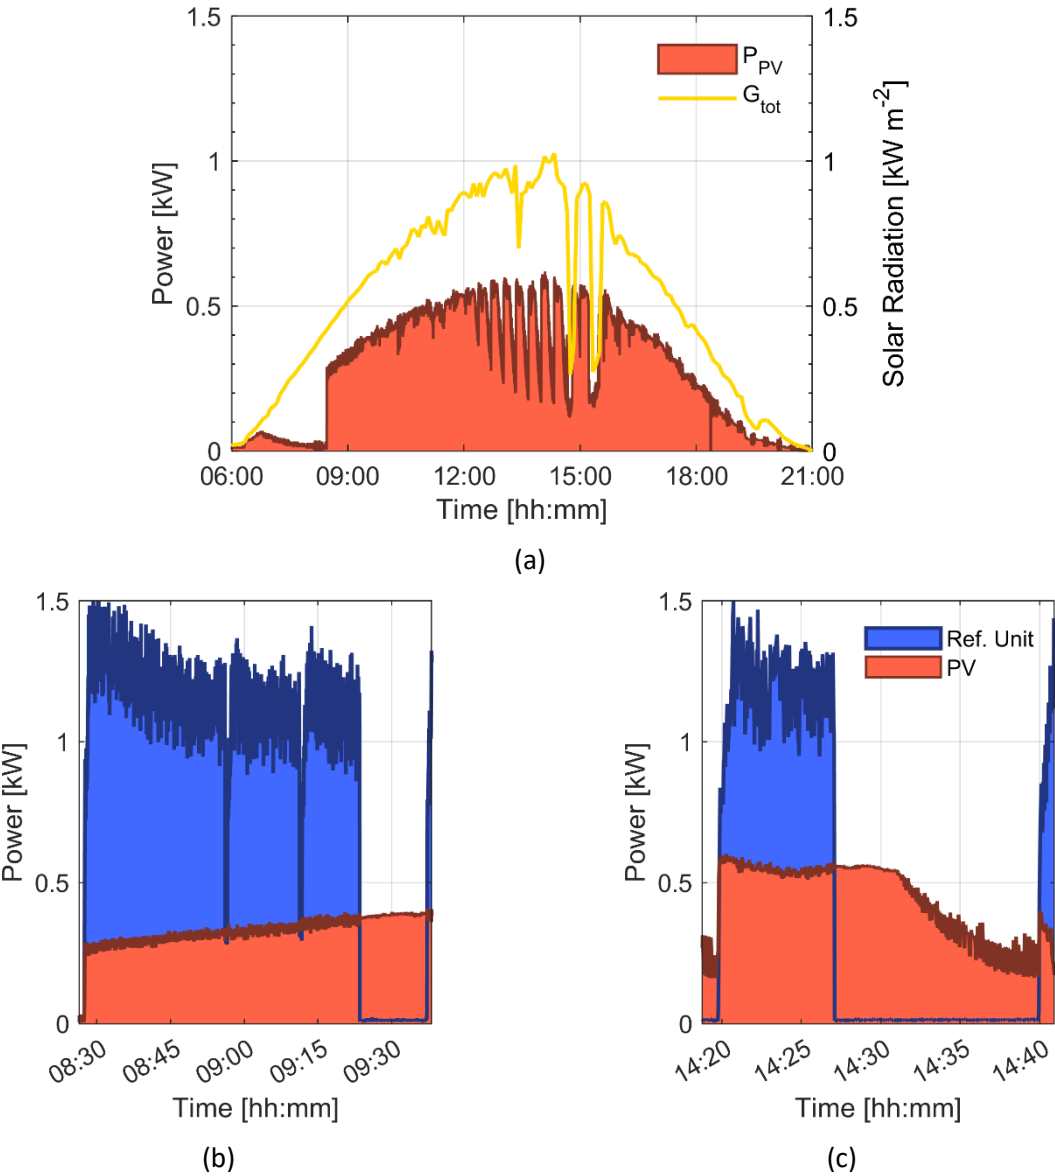 1.5
1
0.5
0
Power [kW]
P_PV
G_tot
1.5
1
0.5
0
Solar Radiation [kW m^-2]
06:00 09:00 12:00 15:00 18:00 21:00
Time [hh:mm]
(a)
1.5
1
0.5
0
Power [kW]
08:30 08:45 09:00 09:15 09:30
Time [hh:mm]
(b)
1.5
1
0.5
0
Power [kW]
Ref. Unit
PV
14:20 14:25 14:30 14:35 14:40
Time [hh:mm]
(c)